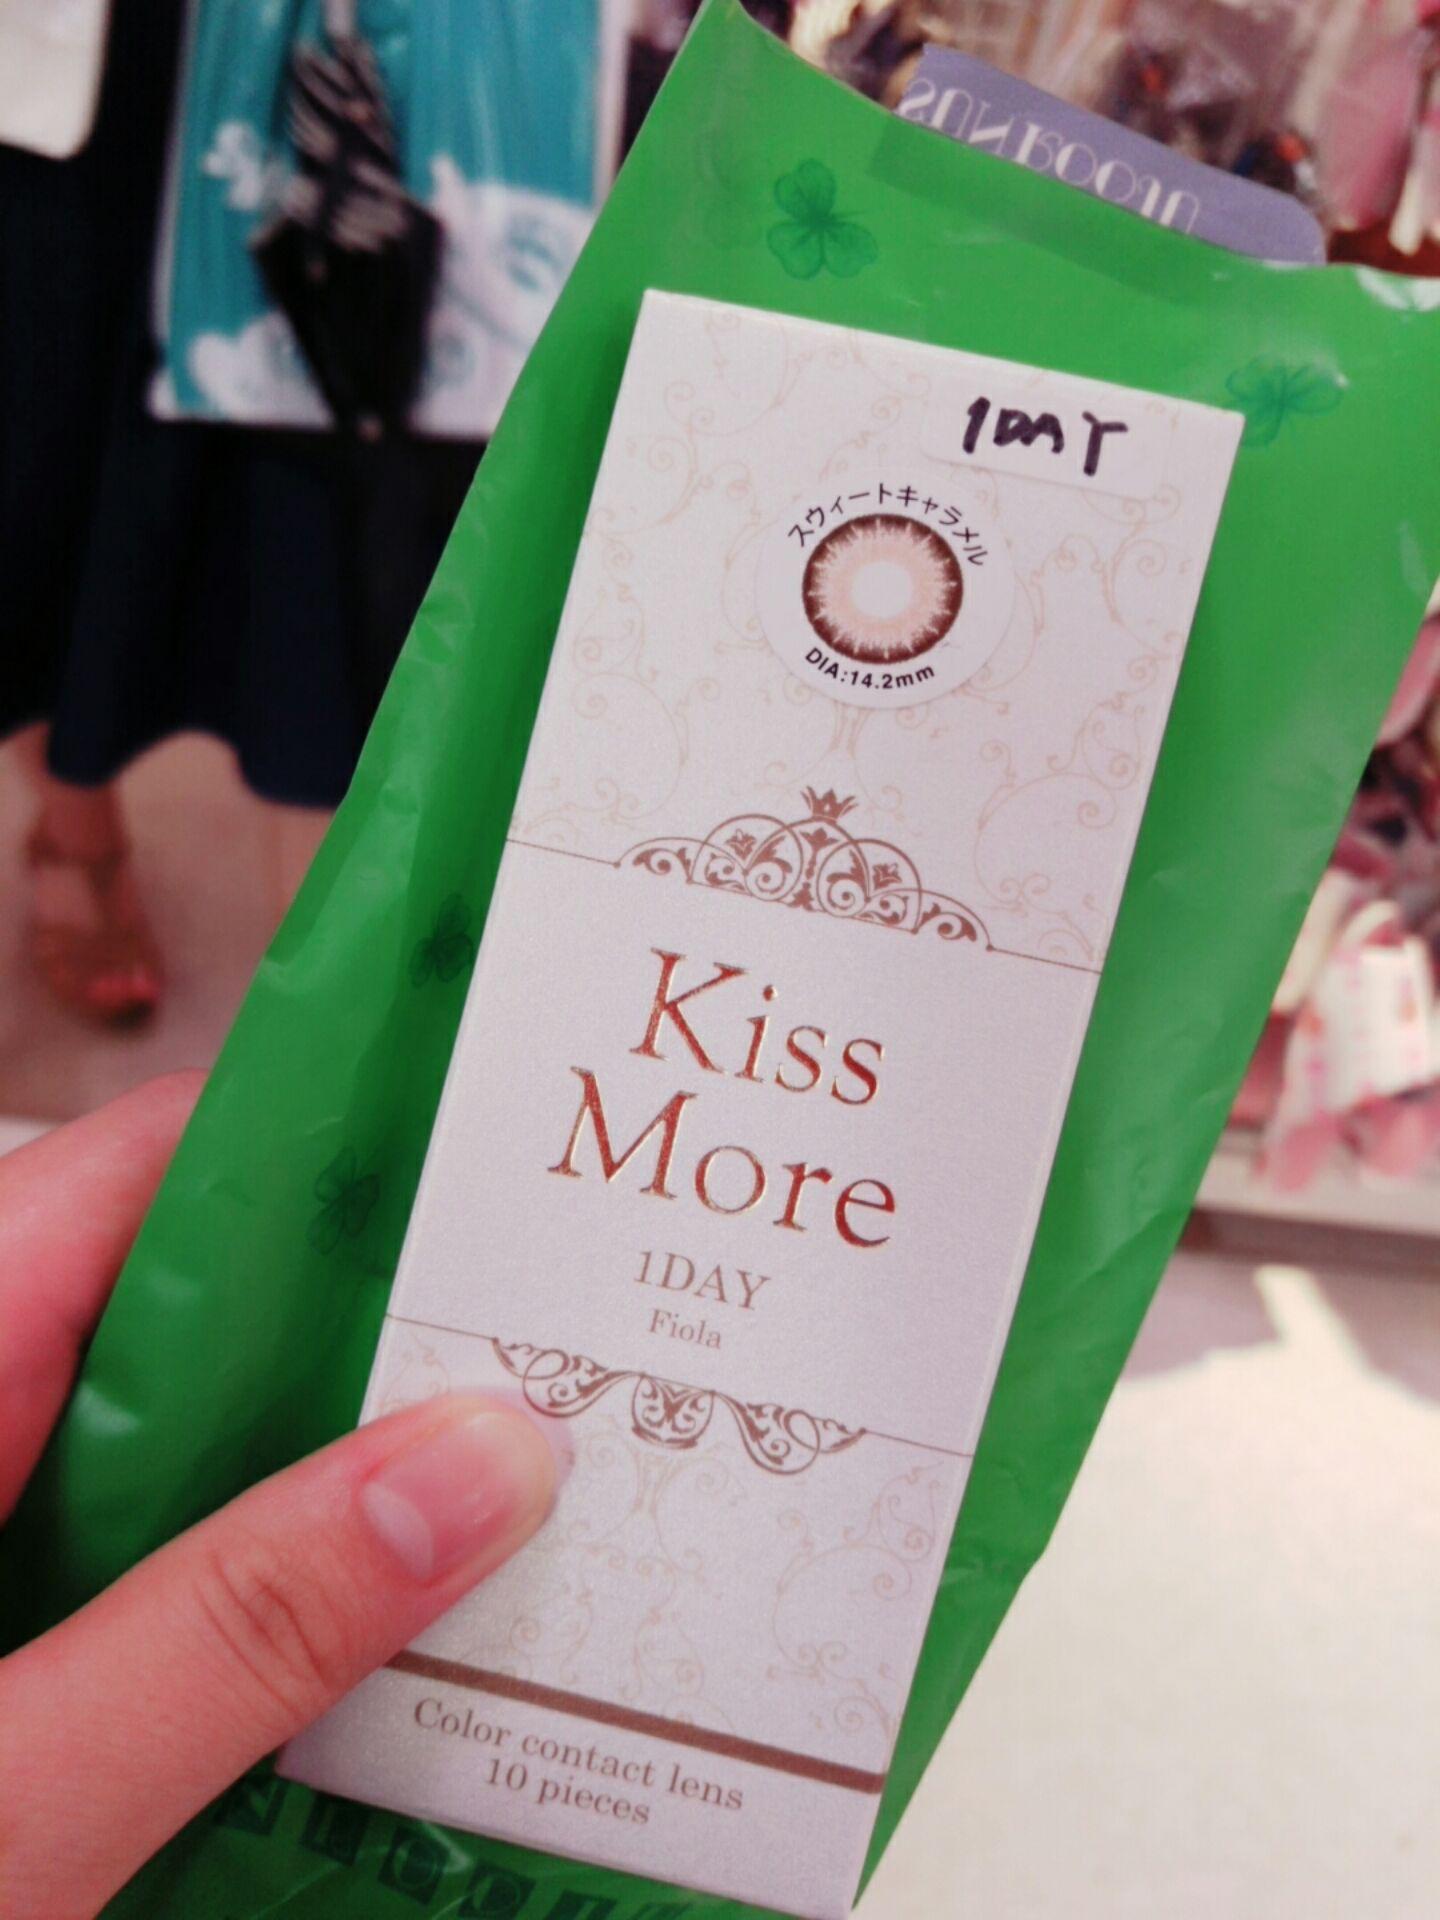 sunroom
1DAY
スウィートキャラメル
DIA:14.2mm
Kiss
More
1DAY
Fiola
Color contact lens
10 pieces